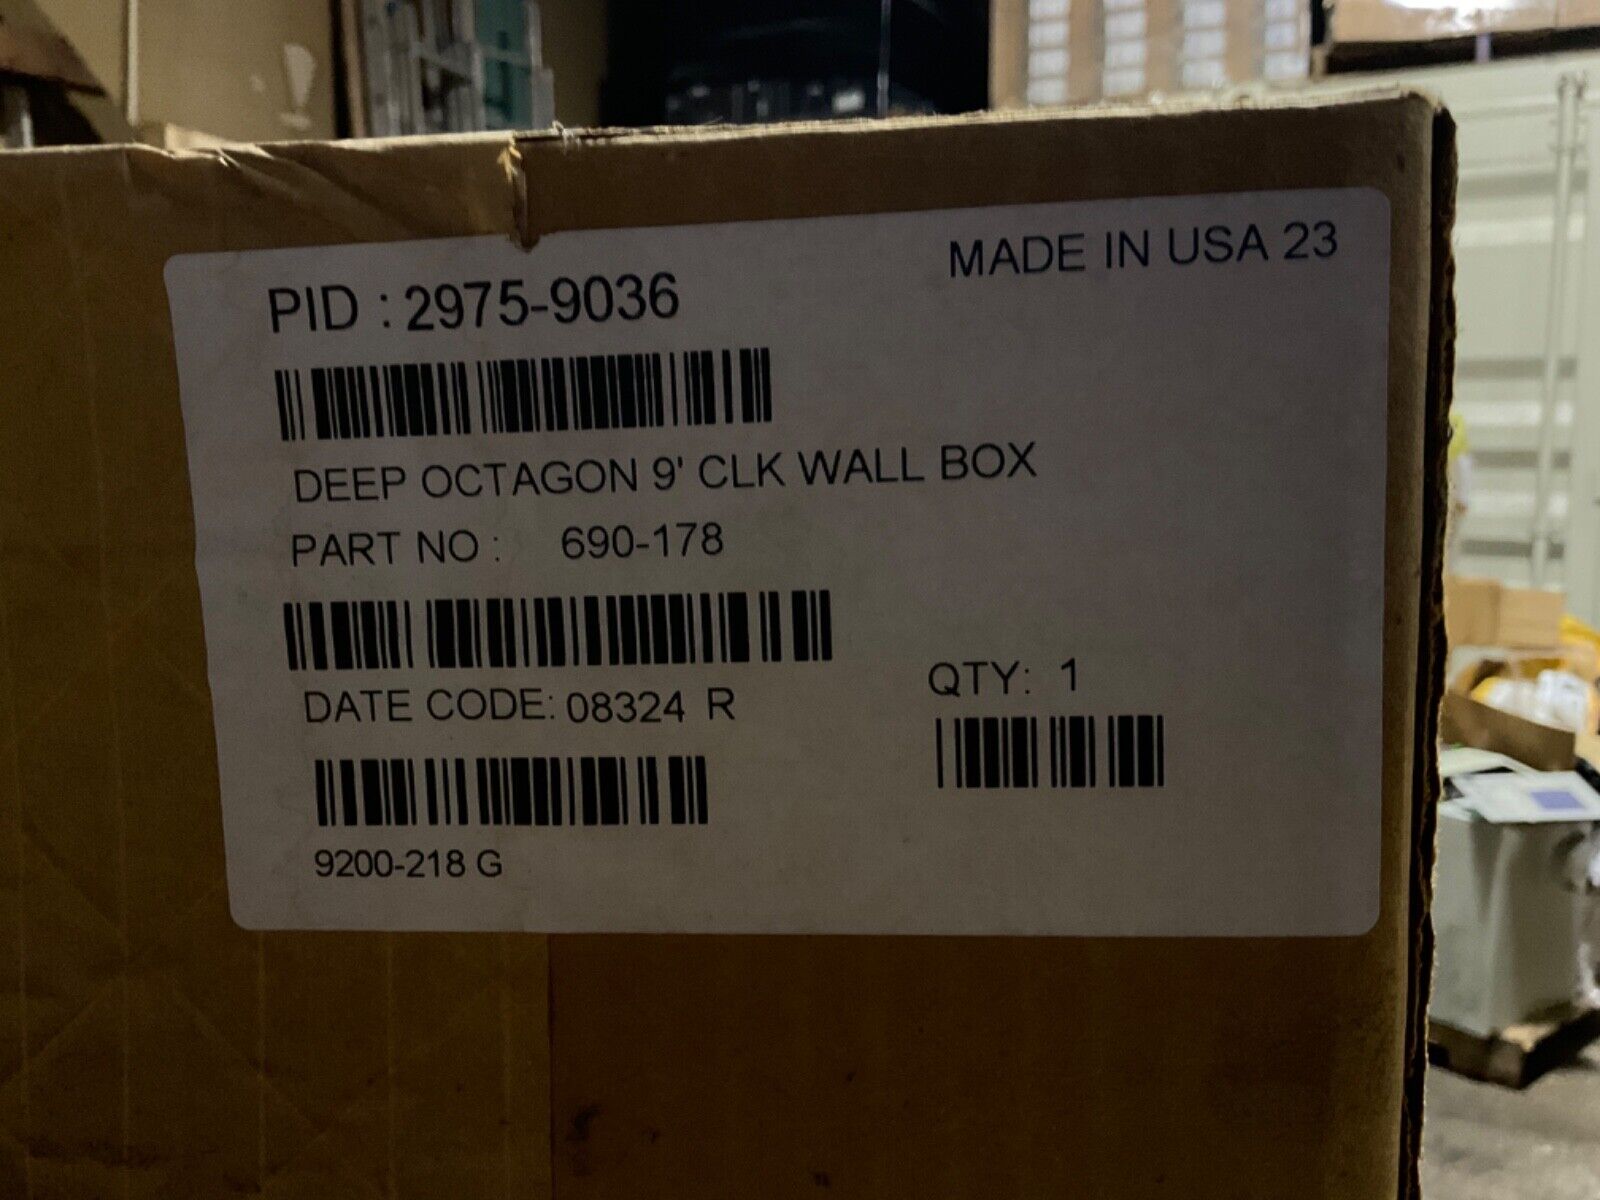 MADE IN USA 23
PID : 2975-9036
DEEP OCTAGON 9' CLK WALL BOX
PART NO : 690-178
DATE CODE: 08324 R
QTY: 1
9200-218 G